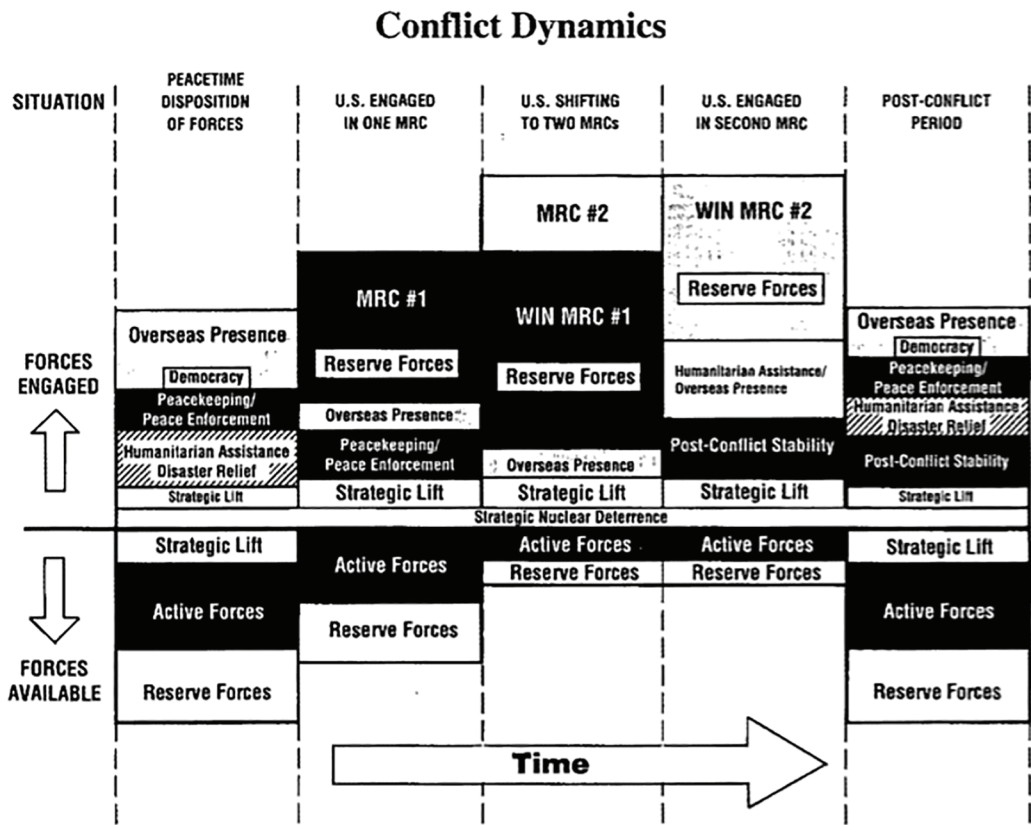 Conflict Dynamics
SITUATION
PEACETIME
DISPOSITION
OF FORCES
U.S. ENGAGED
IN ONE MRC
U.S. SHIFTING
TO TWO MRCs
U.S. ENGAGED
IN SECOND MRC
POST-CONFLICT
PERIOD
FORCES
ENGAGED
Overseas Presence
Democracy
Peacekeeping/
Peace Enforcement
Humanitarian Assistance
Disaster Relief
Strategic Lift
MRC #1
Reserve Forces
Overseas Presence
Peacekeeping/
Peace Enforcement
Strategic Lift
MRC #2
WIN MRC #1
Reserve Forces
Overseas Presence
Strategic Lift
WIN MRC #2
Reserve Forces
Humanitarian Assistance/
Overseas Presence
Post-Conflict Stability
Strategic Lift
Overseas Presence
Democracy
Peacekeeping/
Peace Enforcement
Humanitarian Assistance
Disaster Relief
Post-Conflict Stability
Strategic Lift
Strategic Nuclear Deterrence
FORCES
AVAILABLE
Strategic Lift
Active Forces
Reserve Forces
Active Forces
Reserve Forces
Active Forces
Reserve Forces
Active Forces
Reserve Forces
Strategic Lift
Active Forces
Reserve Forces
Time